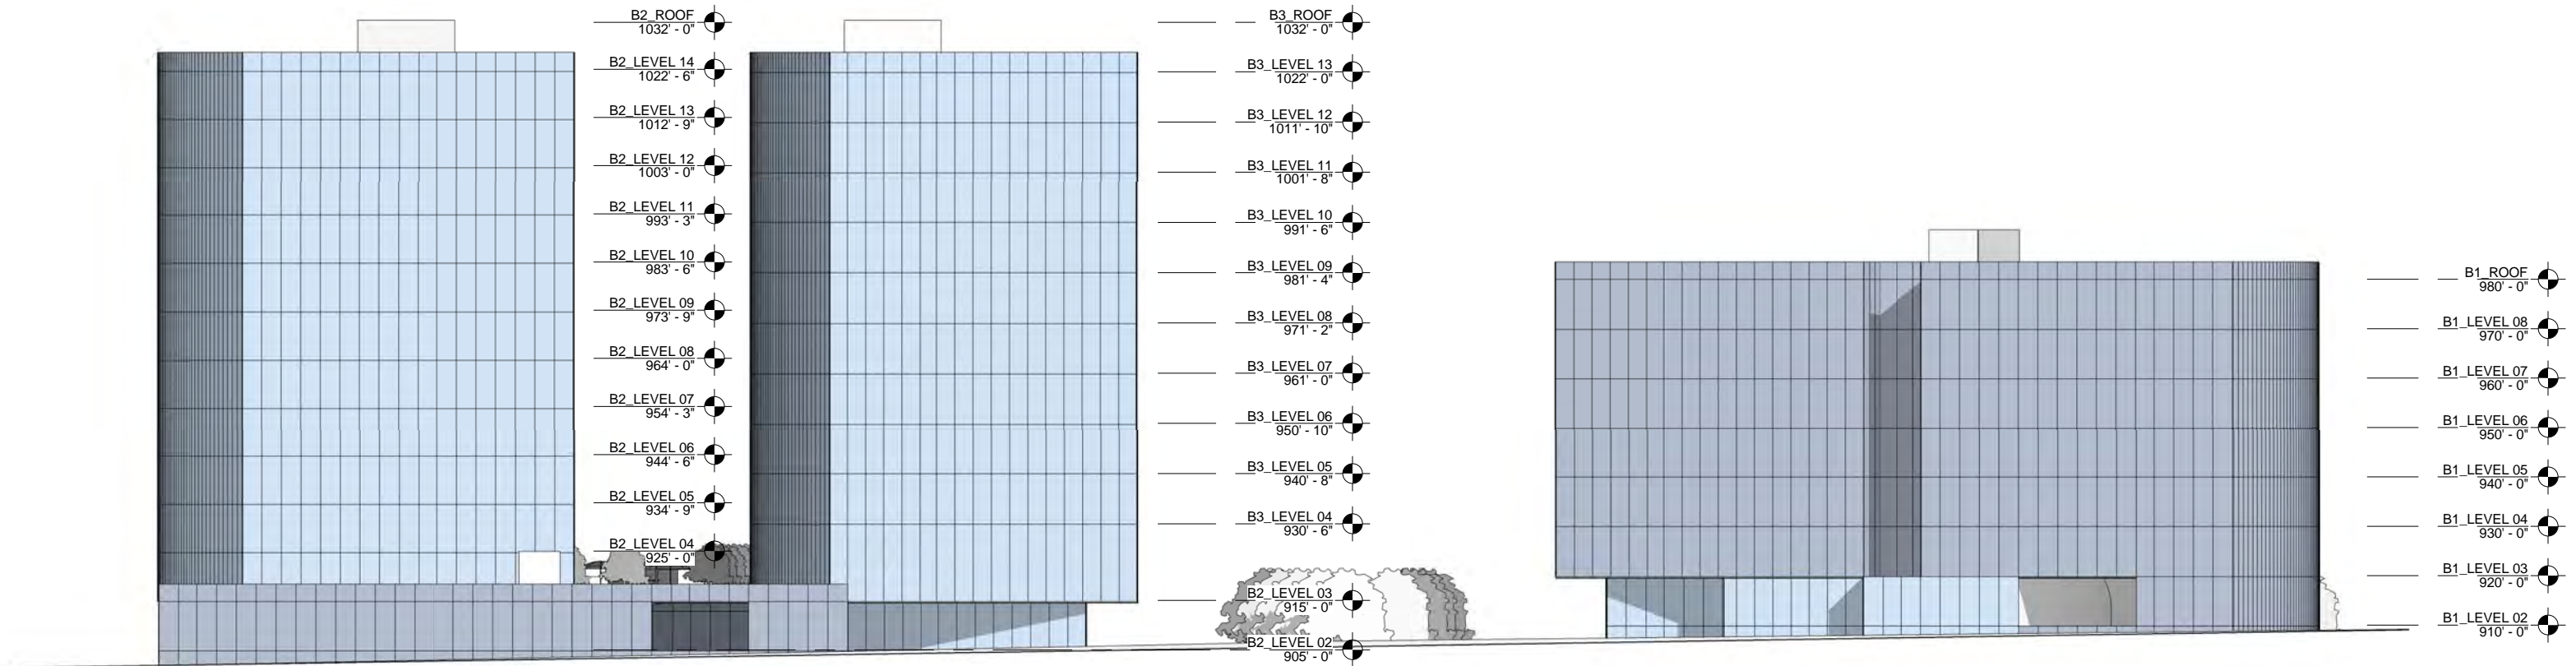 B2_ROOF
1032' - 0"
B2_LEVEL 14
1022' - 6"
B2_LEVEL 13
1012' - 9"
B2_LEVEL 12
1003' - 0"
B2_LEVEL 11
993' - 3"
B2_LEVEL 10
983' - 6"
B2_LEVEL 09
973' - 9"
B2_LEVEL 08
964' - 0"
B2_LEVEL 07
954' - 3"
B2_LEVEL 06
944' - 6"
B2_LEVEL 05
934' - 9"
B2_LEVEL 04
925' - 0"
B3_ROOF
1032' - 0"
B3_LEVEL 13
1022' - 0"
B3_LEVEL 12
1011' - 10"
B3_LEVEL 11
1001' - 8"
B3_LEVEL 10
991' - 6"
B3_LEVEL 09
981' - 4"
B3_LEVEL 08
971' - 2"
B3_LEVEL 07
961' - 0"
B3_LEVEL 06
950' - 10"
B3_LEVEL 05
940' - 8"
B3_LEVEL 04
930' - 6"
B2_LEVEL 03
915' - 0"
B2_LEVEL 02
905' - 0"
B1_ROOF
980' - 0"
B1_LEVEL 08
970' - 0"
B1_LEVEL 07
960' - 0"
B1_LEVEL 06
950' - 0"
B1_LEVEL 05
940' - 0"
B1_LEVEL 04
930' - 0"
B1_LEVEL 03
920' - 0"
B1_LEVEL 02
910' - 0"